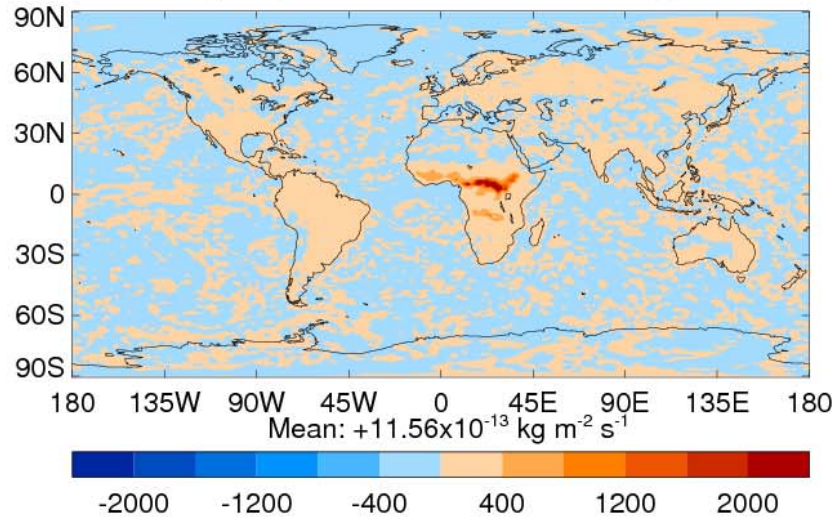 90N
60N
30N
0
30S
60S
90S
180 135W 90W 45W 0 45E 90E 135E 180
Mean: +11.56x10⁻¹³ kg m⁻² s⁻¹
-2000 -1200 -400 400 1200 2000